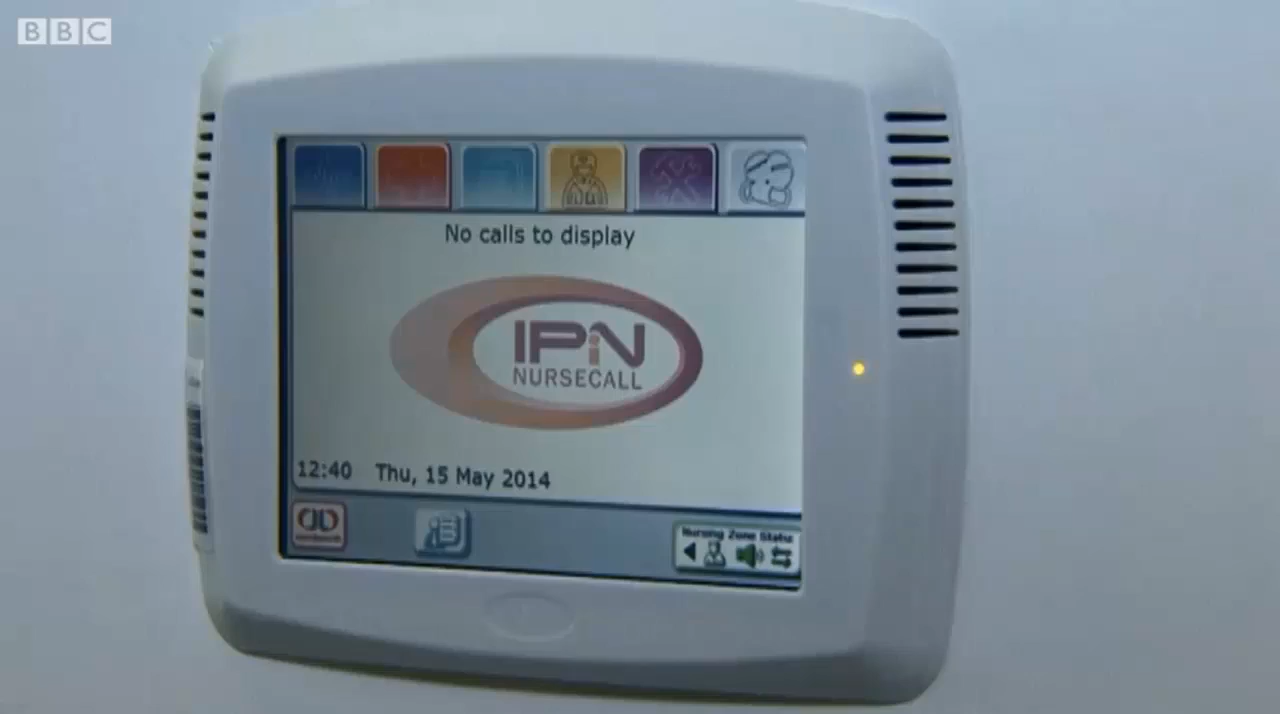 BBC
No calls to display
IPiN
NURSECALL
12:40 Thu, 15 May 2014
Nursing Zone Status